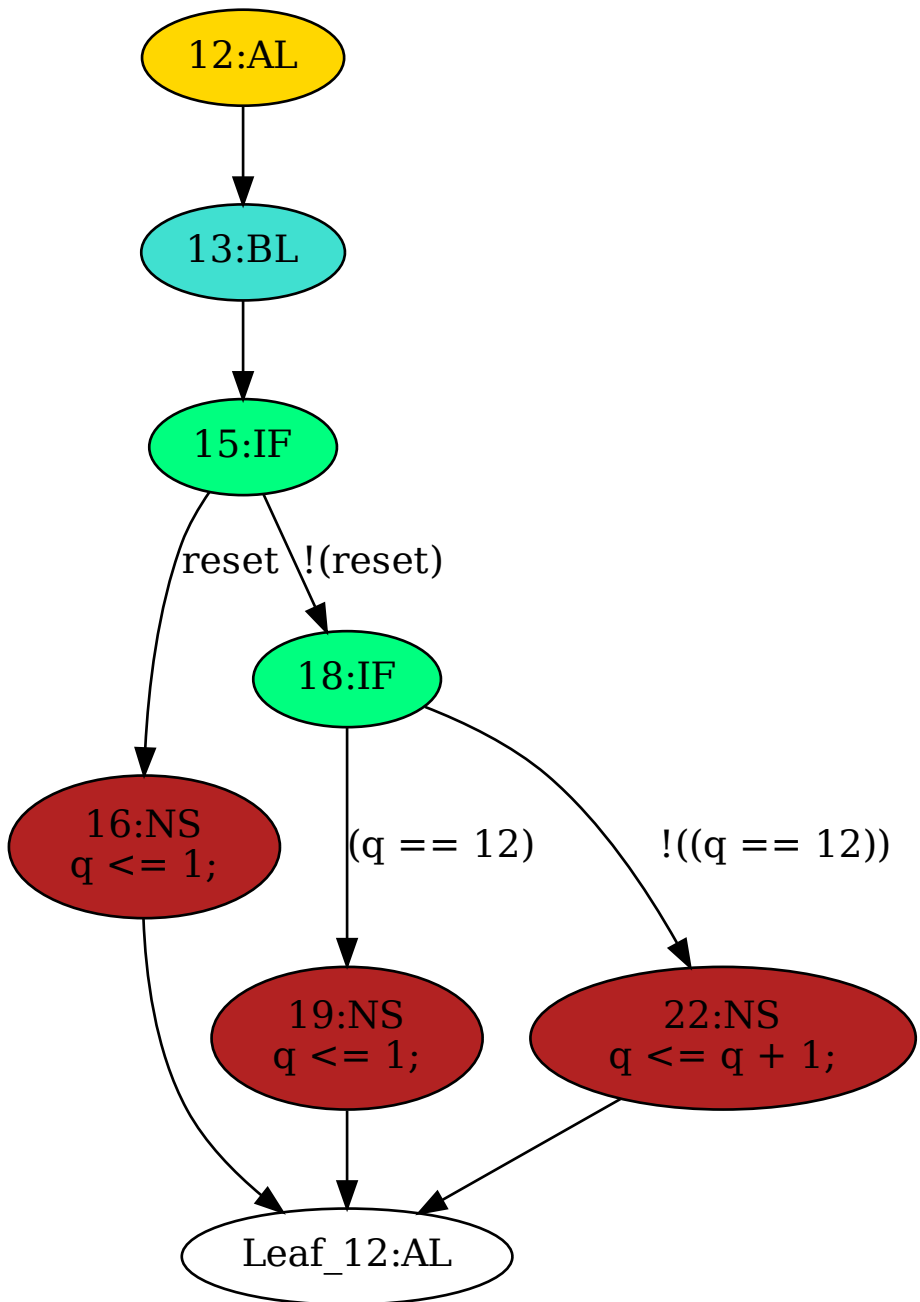 12:AL
13:BL
15:IF
reset
!(reset)
18:IF
16:NS
q <= 1;
(q == 12)
!((q == 12))
19:NS
q <= 1;
22:NS
q <= q + 1;
Leaf_12:AL